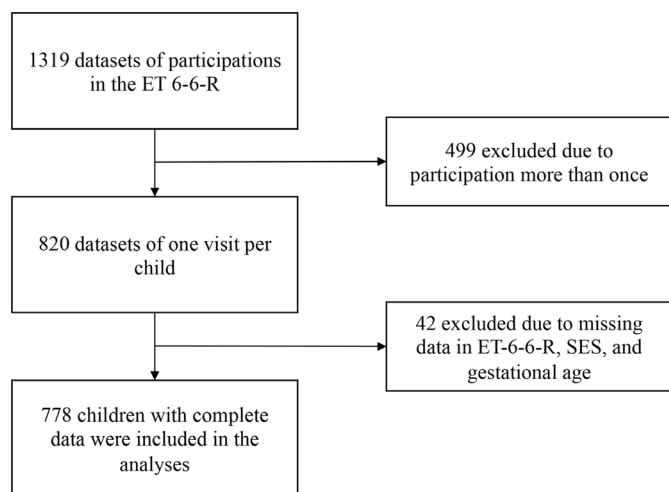 1319 datasets of participations
in the ET 6-6-R
499 excluded due to
participation more than once
820 datasets of one visit per
child
42 excluded due to missing
data in ET-6-6-R, SES, and
gestational age
778 children with complete
data were included in the
analyses